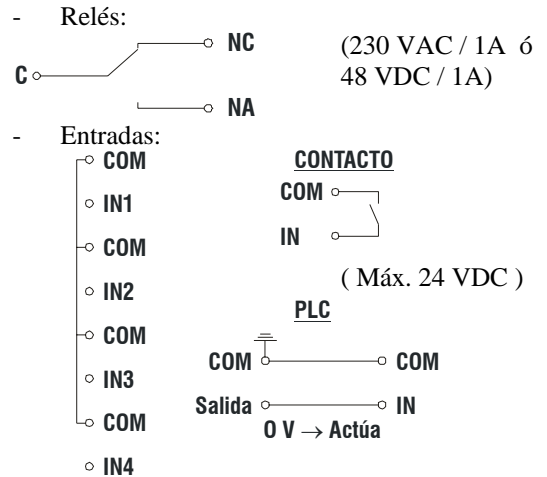 - Relés:
NC
(230 VAC / 1A ó
C
48 VDC / 1A)
NA
- Entradas:
COM
CONTACTO
COM
IN1
COM
IN
IN2
( Máx. 24 VDC )
PLC
COM
COM
COM
IN3
Salida
IN
COM
0 V → Actúa
IN4